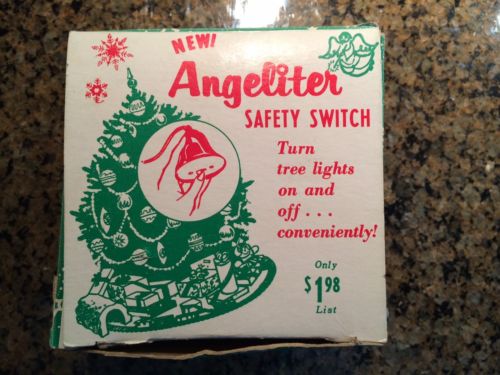 NEW!
Angeliter
SAFETY SWITCH
Turn
tree lights
on and
off . . .
conveniently!
Only
$1.98
List